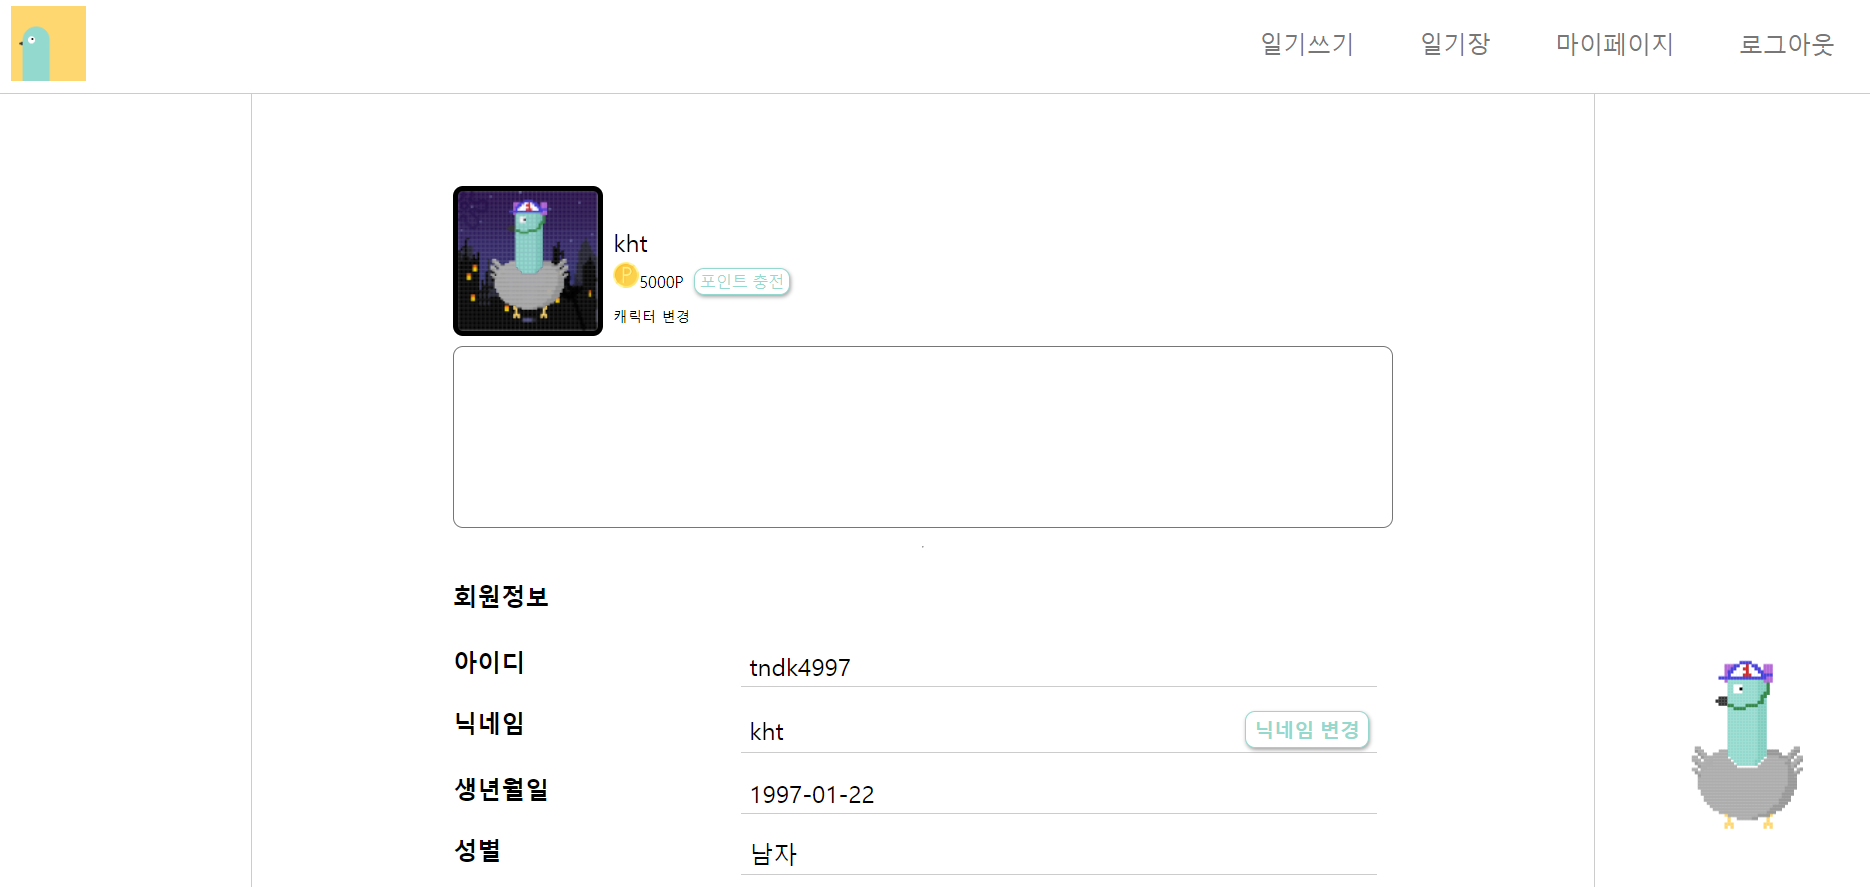 일기쓰기 일기장 마이페이지 로그아웃
kht
P 5000P 포인트 충전
캐릭터 변경
회원정보
아이디 tndk4997
닉네임 kht 닉네임 변경
생년월일 1997-01-22
성별 남자